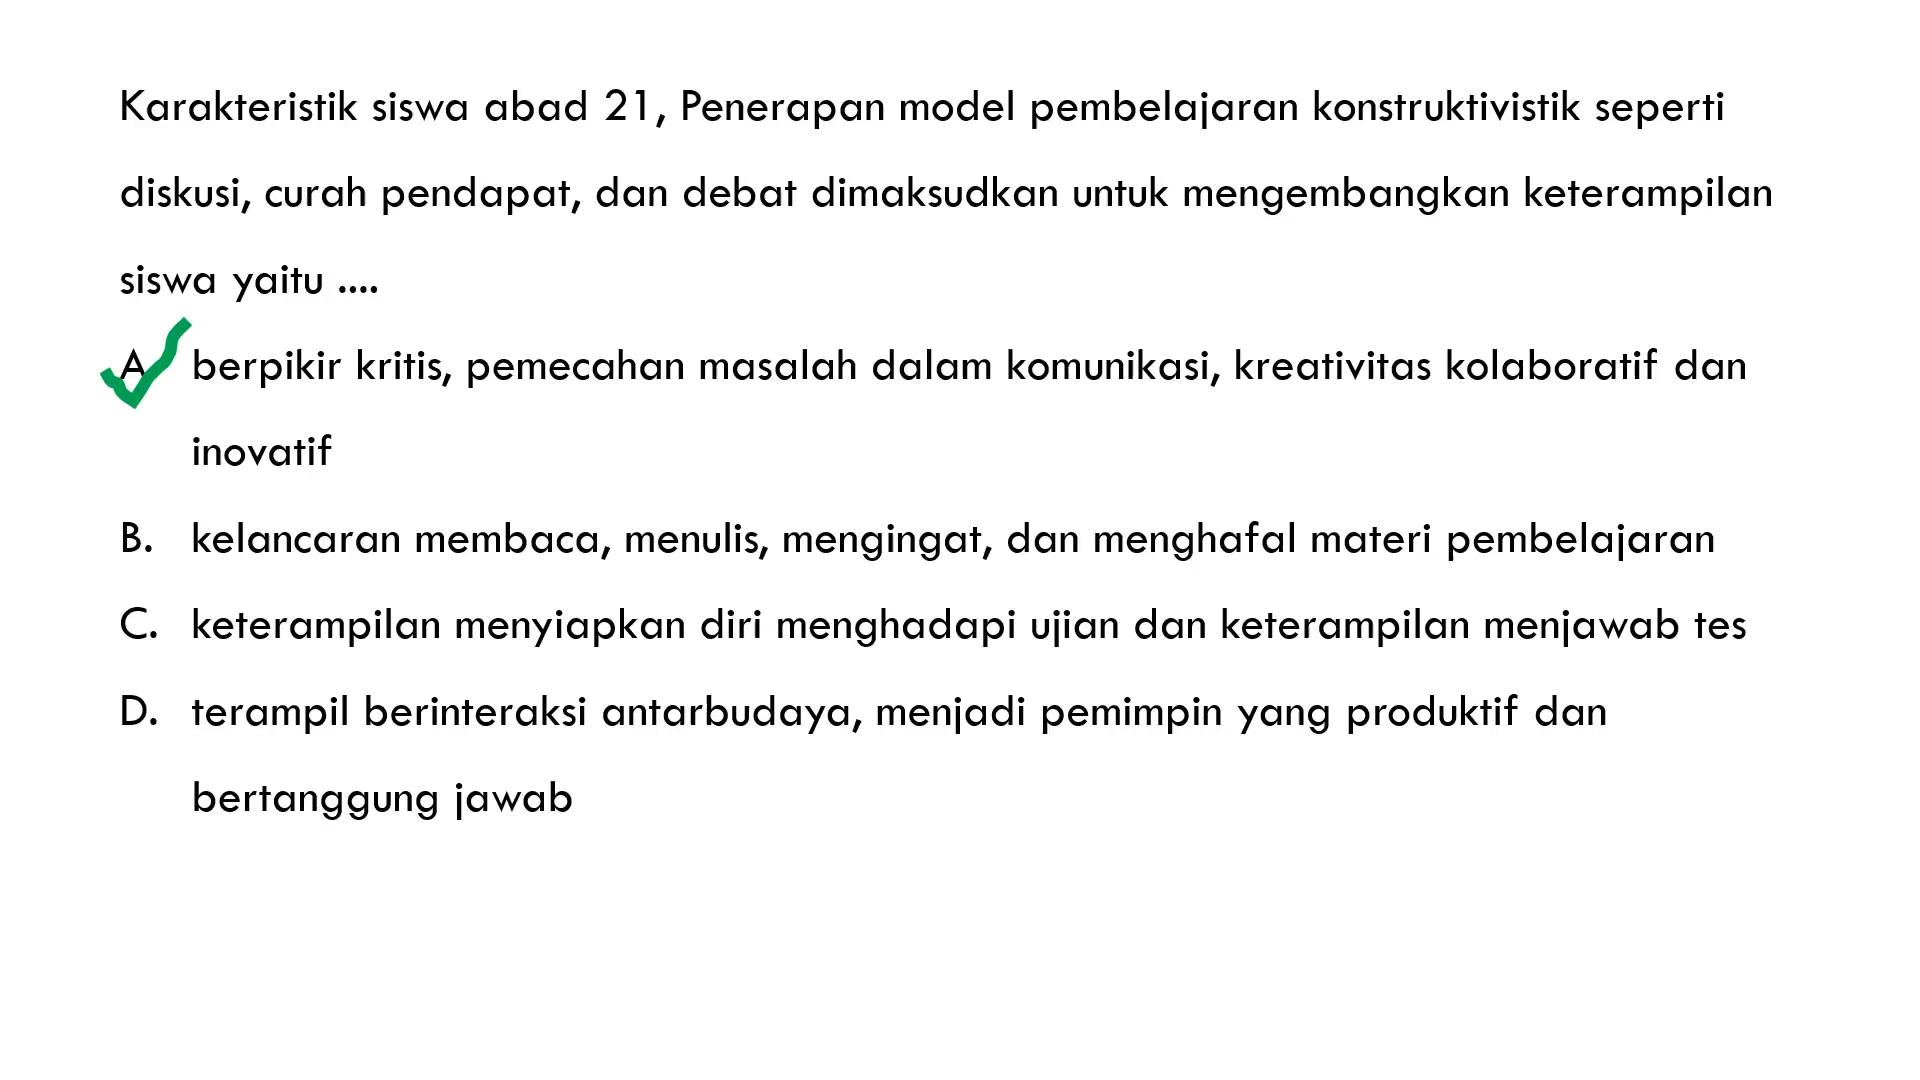 Karakteristik siswa abad 21, Penerapan model pembelajaran konstruktivistik seperti
diskusi, curah pendapat, dan debat dimaksudkan untuk mengembangkan keterampilan
siswa yaitu ....
A berpikir kritis, pemecahan masalah dalam komunikasi, kreativitas kolaboratif dan
inovatif
B. kelancaran membaca, menulis, mengingat, dan menghafal materi pembelajaran
C. keterampilan menyiapkan diri menghadapi ujian dan keterampilan menjawab tes
D. terampil berinteraksi antarbudaya, menjadi pemimpin yang produktif dan
bertanggung jawab